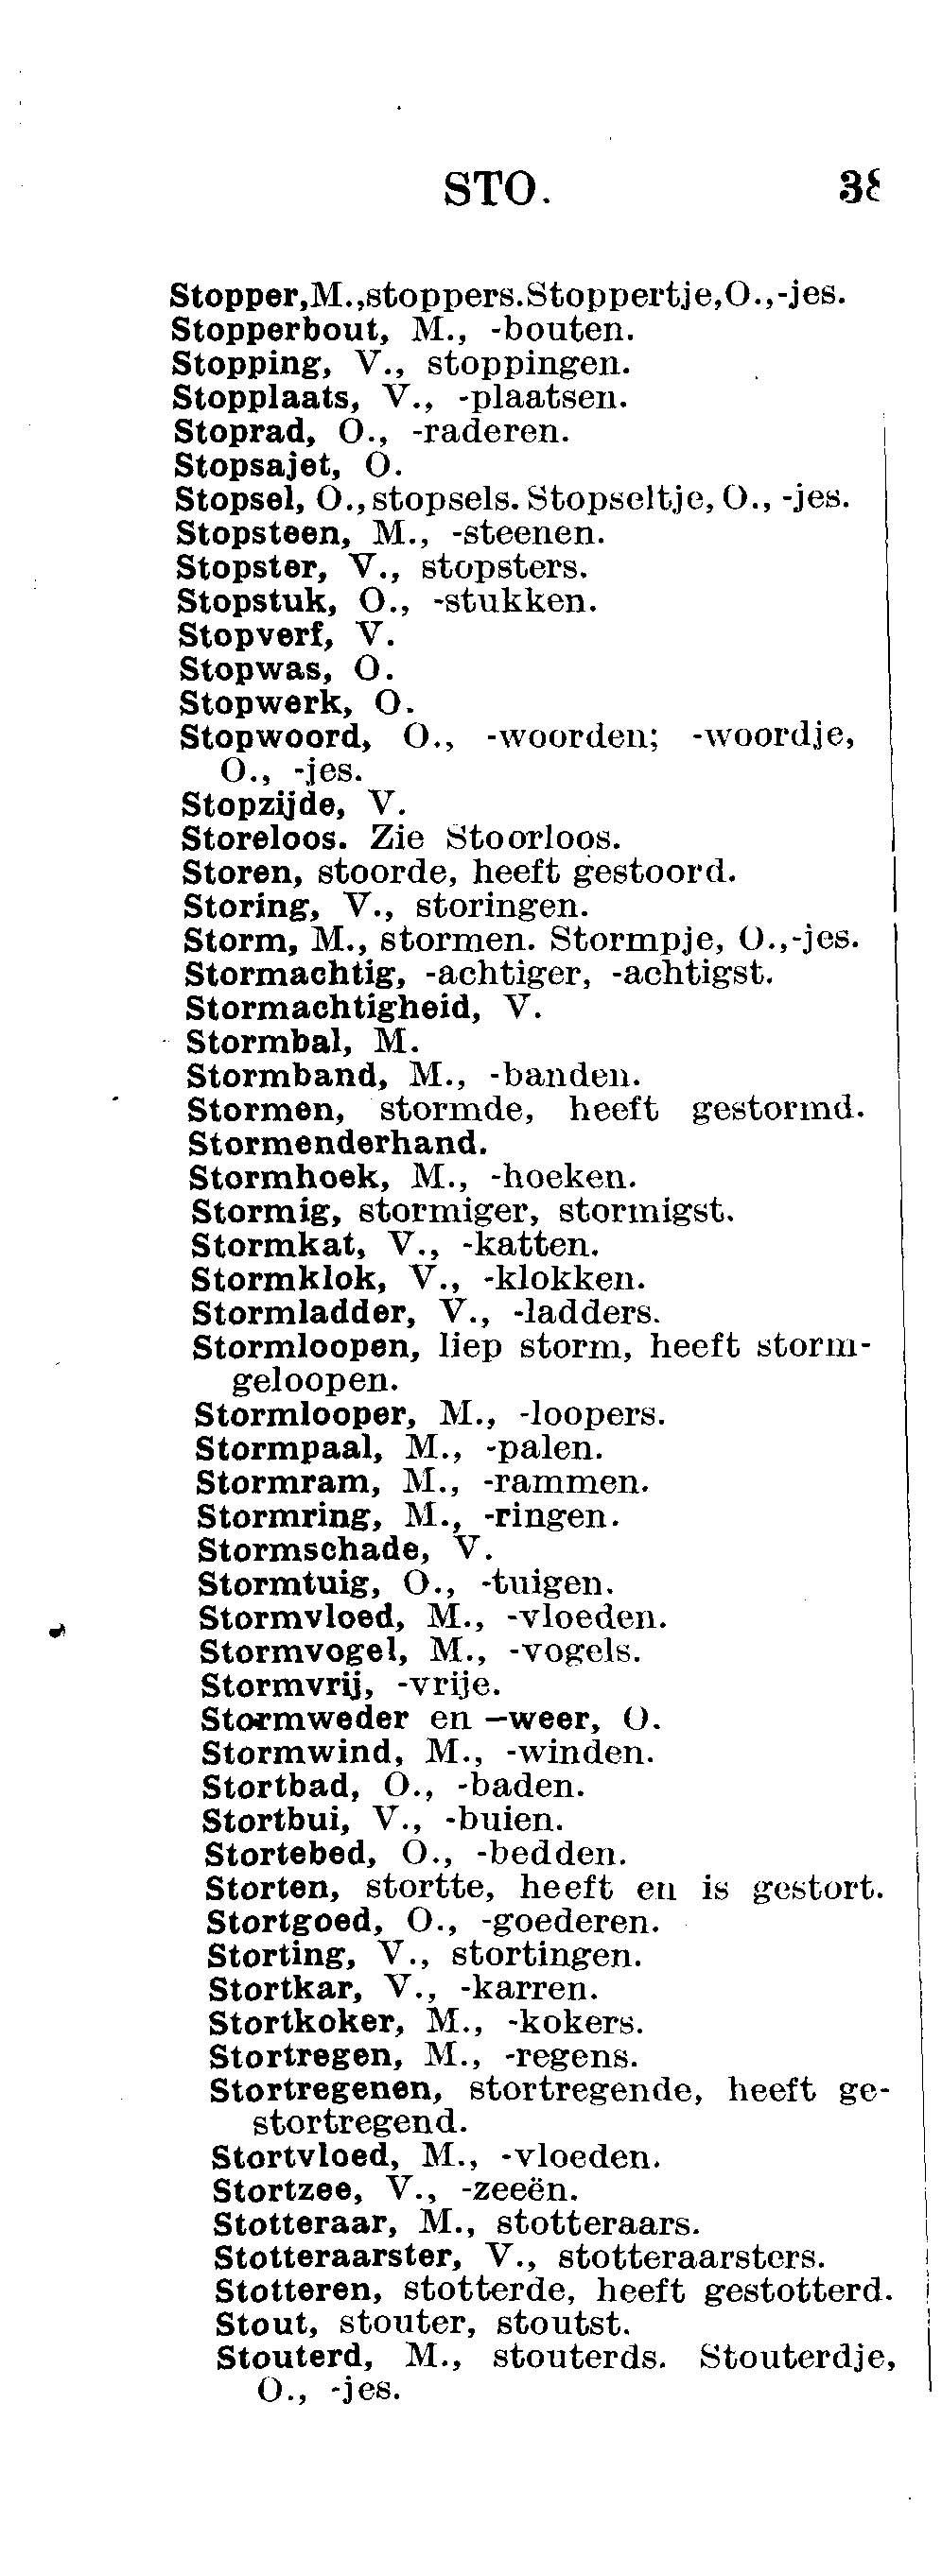 STO.
Stopper,M.,stoppers.Stoppertje,O.,-jes.
Stopperbout, M., -bouten.
Stopping, V., stoppingen.
Stopplaats, V., -plaatsen.
Stoprad, O., -raderen.
Stopsajet, O.
Stopsel, O., stopsels. Stopseltje, O., -jes.
Stopsteen, M., -steenen.
Stopster, V., stopsters.
Stopstuk, O., -stukken.
Stopverf, V.
Stopwas, O.
Stopwerk, O.
Stopwoord, O., -woorden; -woordje,
O., -jes.
Stopzijde, V.
Storeloos. Zie Stoorloos.
Storen, stoorde, heeft gestoord.
Storing, V., storingen.
Storm, M., stormen. Stormpje, O.,-jes.
Stormachtig, -achtiger, -achtigst.
Stormachtigheid, V.
Stormbal, M.
Stormband, M., -banden.
Stormen, stormde, heeft gestormd.
Stormenderhand.
Stormhoek, M., -hoeken.
Stormig, stormiger, stormigst.
Stormkat, V., -katten.
Stormklok, V., -klokken.
Stormladder, V., -ladders.
Stormloopen, liep storm, heeft storm-
geloopen.
Stormlooper, M., -loopers.
Stormpaal, M., -palen.
Stormram, M., -rammen.
Stormring, M., -ringen.
Stormschade, V.
Stormtuig, O., -tuigen.
Stormvloed, M., -vloeden.
Stormvogel, M., -vogels.
Stormvrij, -vrije.
Stormweder en —weer, O.
Stormwind, M., -winden.
Stortbad, O., -baden.
Stortbui, V., -buien.
Stortebed, O., -bedden.
Storten, stortte, heeft en is gestort.
Stortgoed, O., -goederen.
Storting, V., stortingen.
Stortkar, V., -karren.
Stortkoker, M., -kokers.
Stortregen, M., -regens.
Stortregenen, stortregende, heeft ge-
stortregend.
Stortvloed, M., -vloeden.
Stortzee, V., -zeeën.
Stotteraar, M., stotteraars.
Stotteraarster, V., stotteraarsters.
Stotteren, stotterde, heeft gestotterd.
Stout, stouter, stoutst.
Stouterd, M., stouterds. Stouterdje,
O., -jes.